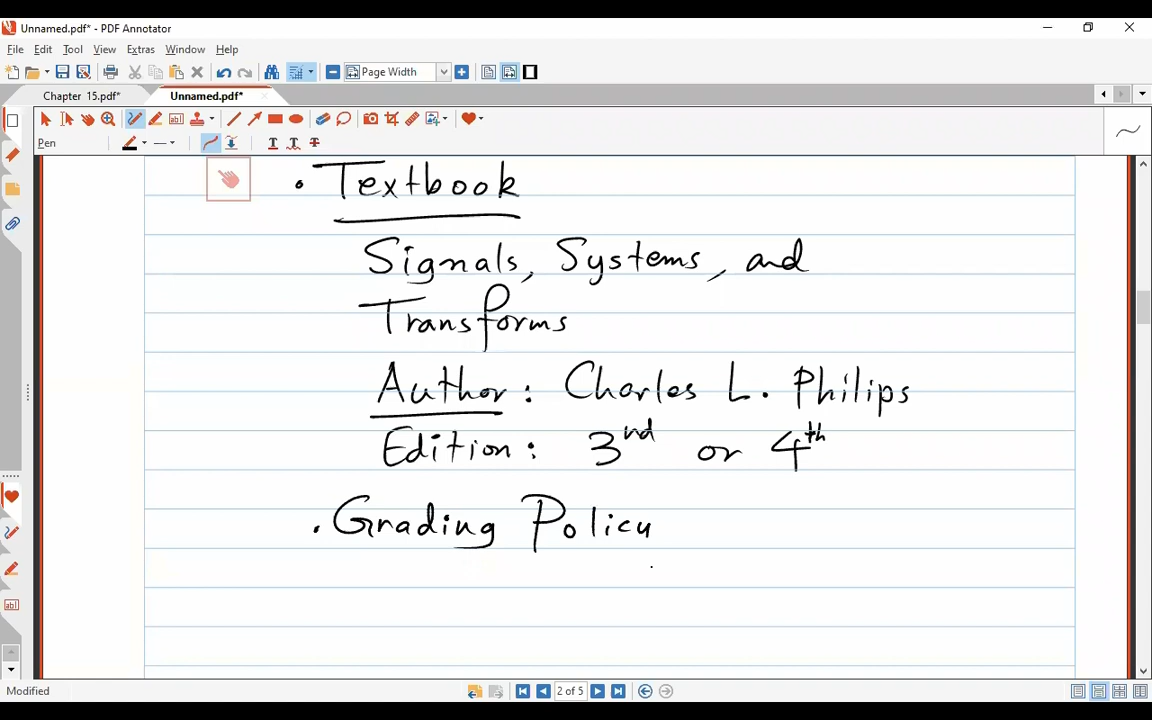 Unnamed.pdf* - PDF Annotator
File Edit Tool View Extras Window Help
Page Width
Chapter 15.pdf* Unnamed.pdf*
Pen
• Textbook
Signals, Systems, and
Transforms
Author: Charles L. Philips
Edition: 3nd or 4th
• Grading Policy
Modified
2 of 5